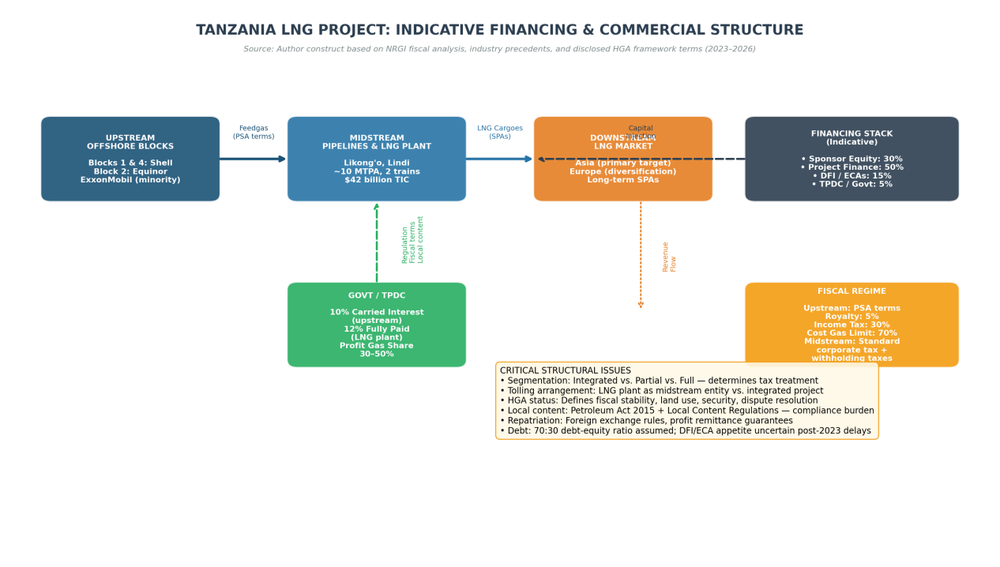 TANZANIA LNG PROJECT: INDICATIVE FINANCING & COMMERCIAL STRUCTURE
Source: Author construct based on NRGI fiscal analysis, industry precedents, and disclosed HGA framework terms (2023–2026)
UPSTREAM
OFFSHORE BLOCKS
Blocks 1 & 4: Shell
Block 2: Equinor
ExxonMobil (minority)
Feedgas
(PSA terms)
MIDSTREAM
PIPELINES & LNG PLANT
Likong'o, Lindi
~10 MTPA, 2 trains
$42 billion TIC
LNG Cargoes
(SPAs)
DOWNSTREAM
LNG MARKET
Asia (primary target)
Europe (diversification)
Long-term SPAs
Capital
FINANCING STACK
(Indicative)
• Sponsor Equity: 30%
• Project Finance: 50%
• DFI / ECAs: 15%
• TPDC / Govt: 5%
Regulation
Fiscal terms
Local content
Revenue
Flow
GOVT / TPDC
10% Carried Interest
(upstream)
12% Fully Paid
(LNG plant)
Profit Gas Share
30–50%
FISCAL REGIME
Upstream: PSA terms
Royalty: 5%
Income Tax: 30%
Cost Gas Limit: 70%
Midstream: Standard
corporate tax +
withholding taxes
CRITICAL STRUCTURAL ISSUES
• Segmentation: Integrated vs. Partial vs. Full — determines tax treatment
• Tolling arrangement: LNG plant as midstream entity vs. integrated project
• HGA status: Defines fiscal stability, land use, security, dispute resolution
• Local content: Petroleum Act 2015 + Local Content Regulations — compliance burden
• Repatriation: Foreign exchange rules, profit remittance guarantees
• Debt: 70:30 debt-equity ratio assumed; DFI/ECA appetite uncertain post-2023 delays